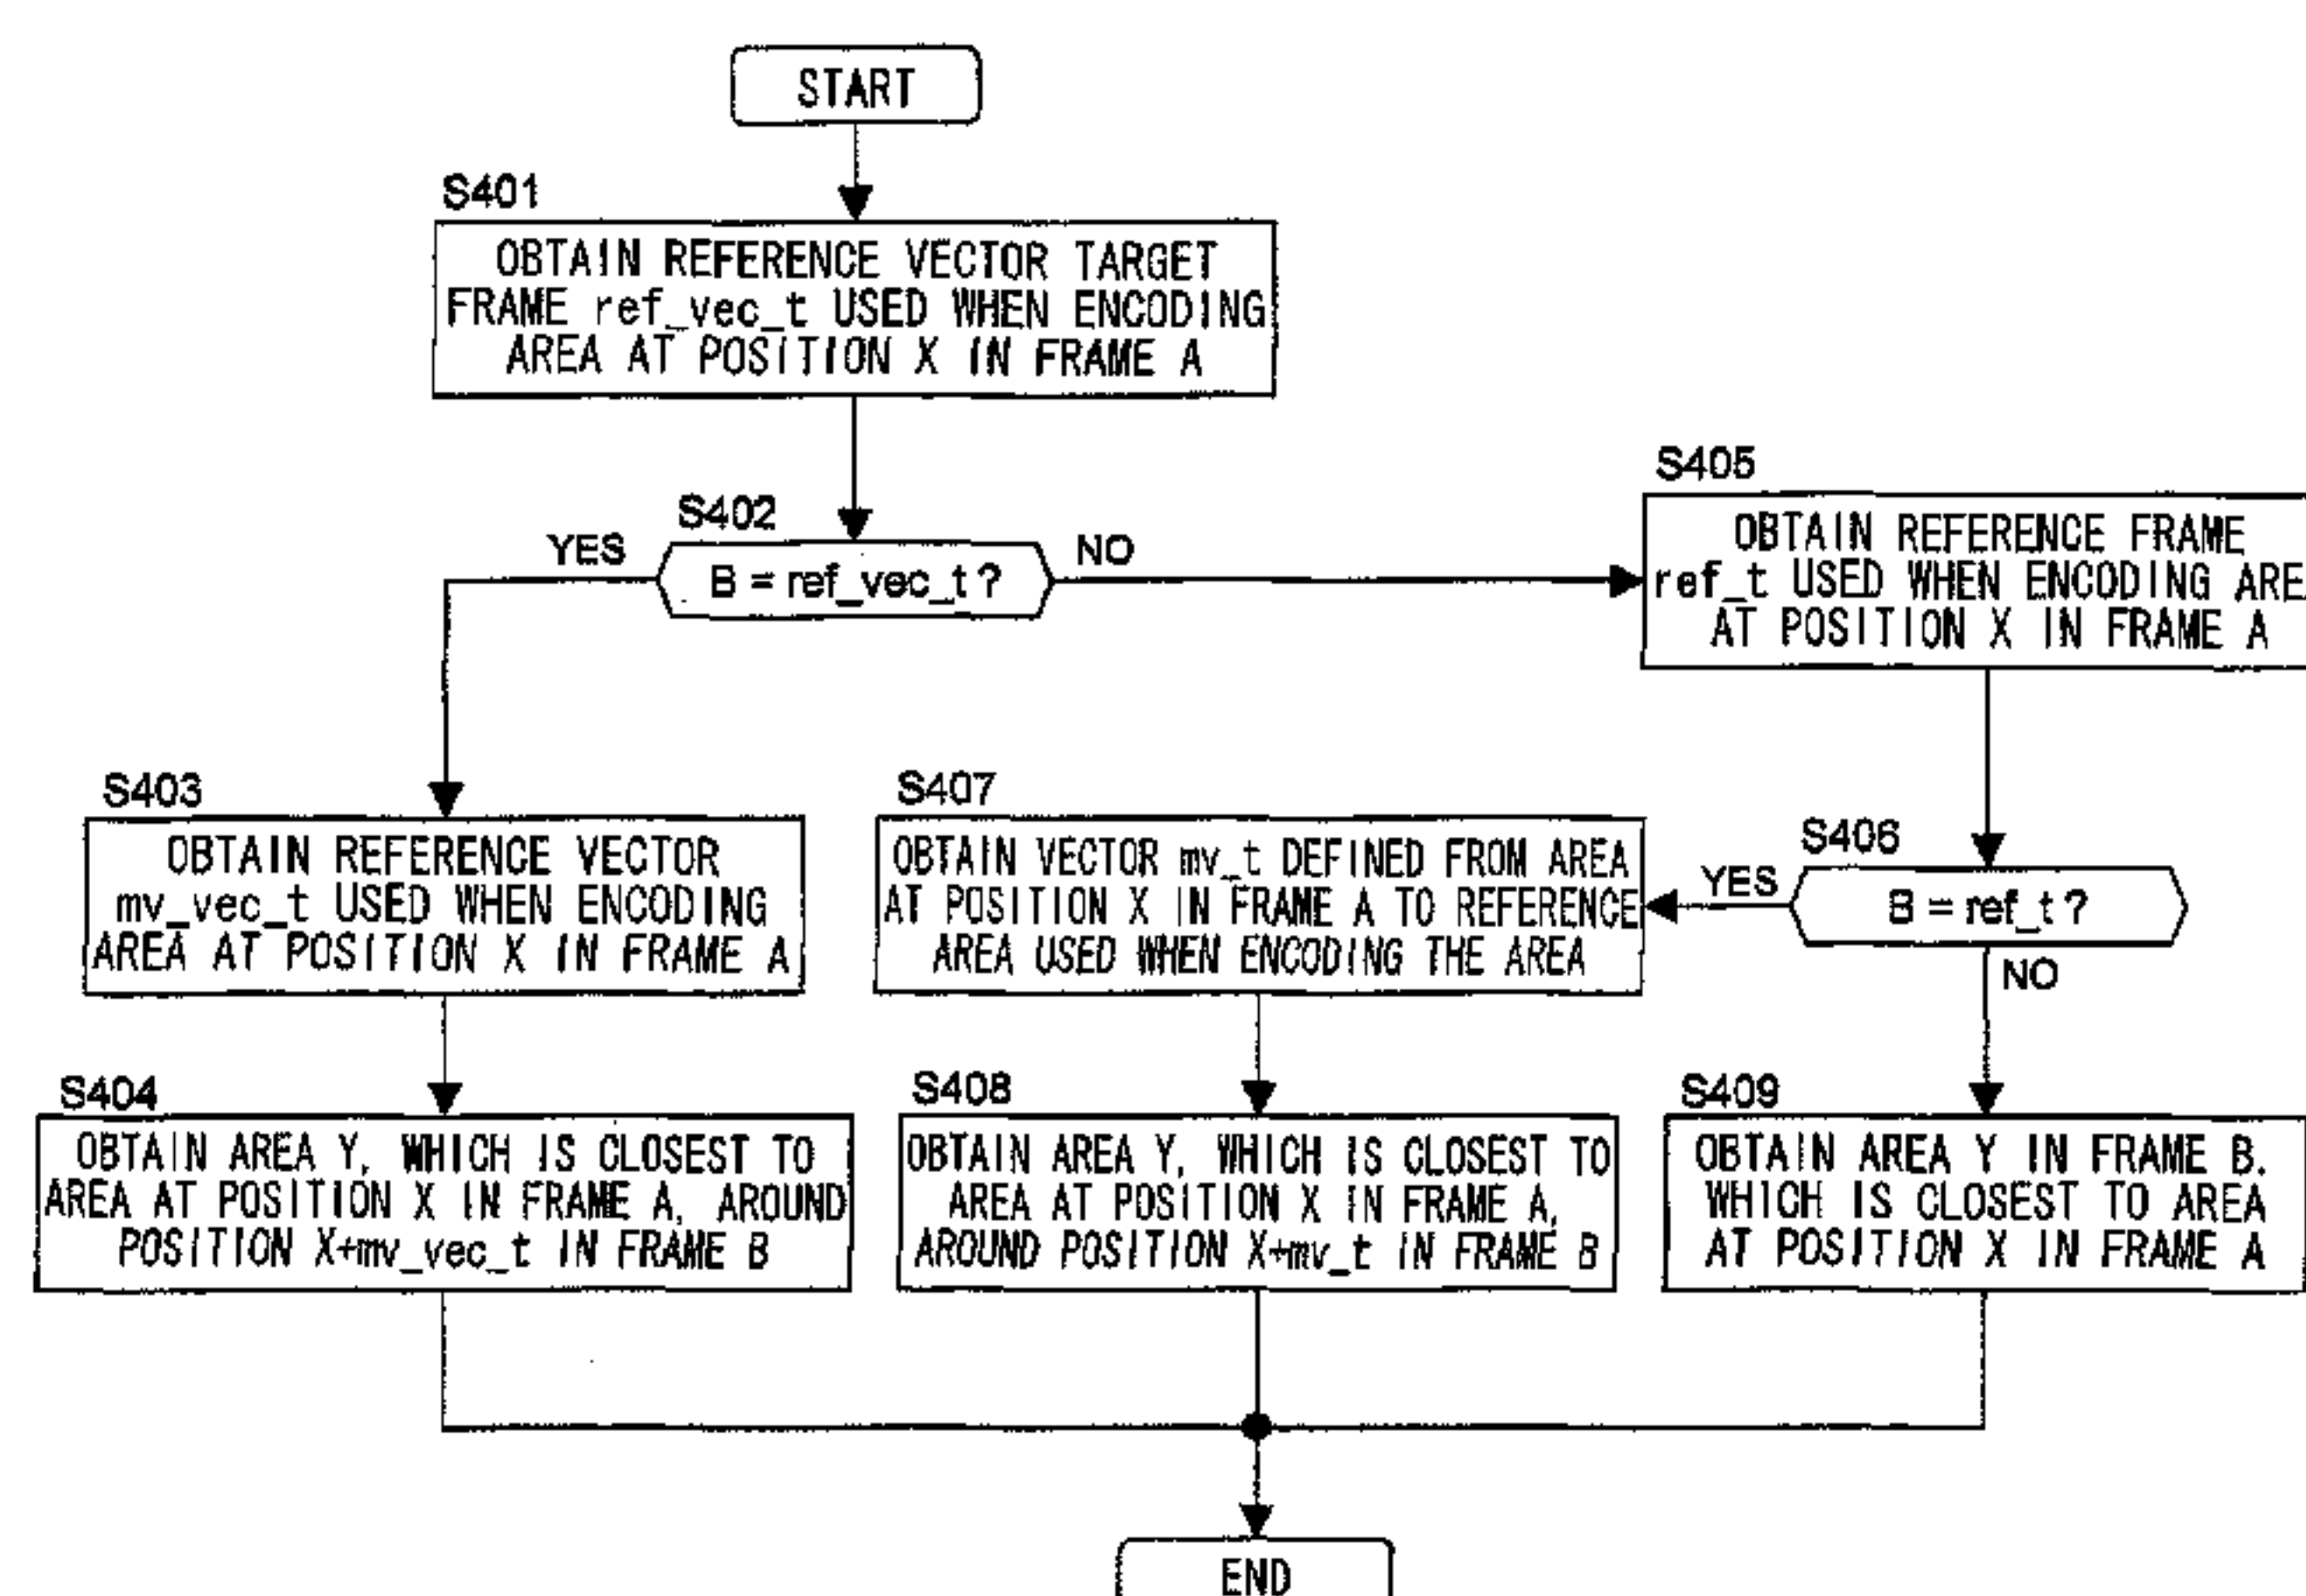 START
S401
OBTAIN REFERENCE VECTOR TARGET
FRAME ref_vec_t USED WHEN ENCODING
AREA AT POSITION X IN FRAME A
S402
YES
B = ref_vec_t ?
NO
S405
OBTAIN REFERENCE FRAME
ref_t USED WHEN ENCODING AREA
AT POSITION X IN FRAME A
S403
OBTAIN REFERENCE VECTOR
mv_vec_t USED WHEN ENCODING
AREA AT POSITION X IN FRAME A
S407
OBTAIN VECTOR mv_t DEFINED FROM AREA
AT POSITION X IN FRAME A TO REFERENCE
AREA USED WHEN ENCODING THE AREA
S406
YES
B = ref_t ?
NO
S404
OBTAIN AREA Y, WHICH IS CLOSEST TO
AREA AT POSITION X IN FRAME A, AROUND
POSITION X+mv_vec_t IN FRAME B
S408
OBTAIN AREA Y, WHICH IS CLOSEST TO
AREA AT POSITION X IN FRAME A,
AROUND POSITION X+mv_t IN FRAME B
S409
OBTAIN AREA Y IN FRAME B.
WHICH IS CLOSEST TO AREA
AT POSITION X IN FRAME A
END